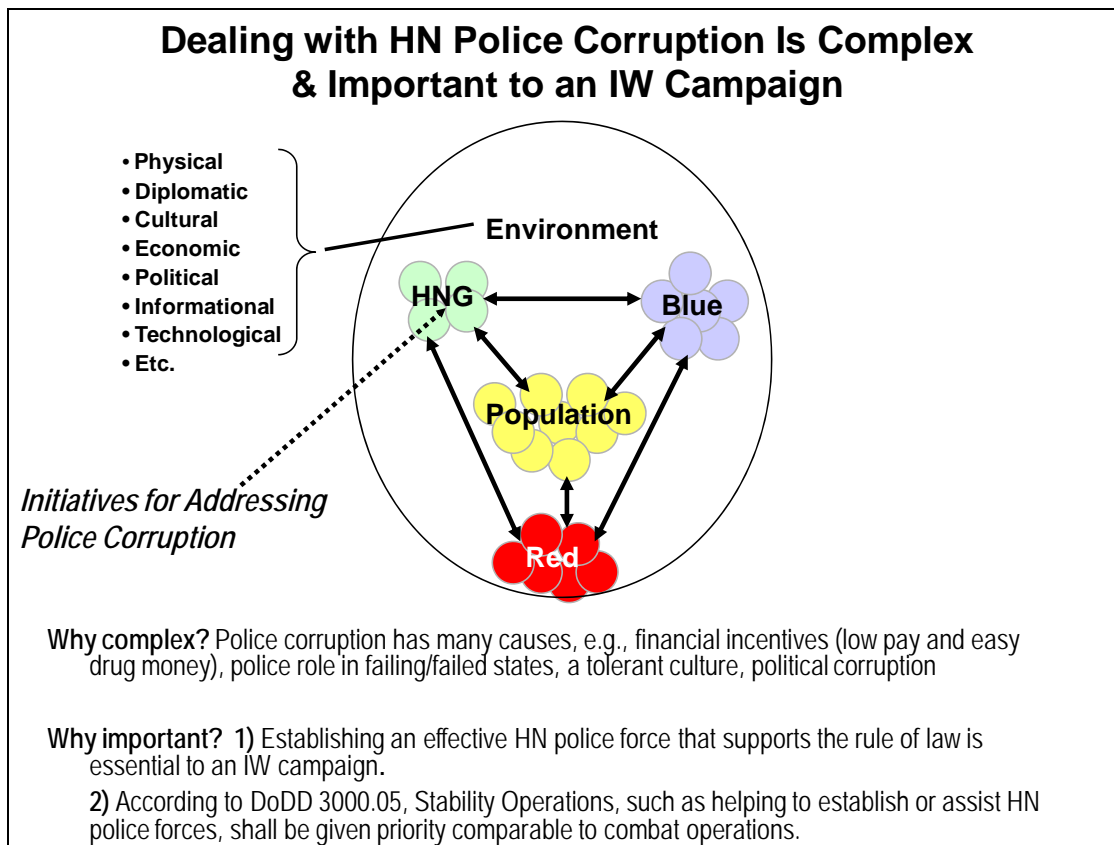 Dealing with HN Police Corruption Is Complex
& Important to an IW Campaign
• Physical
• Diplomatic
• Cultural
• Economic
• Political
• Informational
• Technological
• Etc.
Environment
HNG
Blue
Population
Red
Initiatives for Addressing
Police Corruption
Why complex? Police corruption has many causes, e.g., financial incentives (low pay and easy
drug money), police role in failing/failed states, a tolerant culture, political corruption
Why important? 1) Establishing an effective HN police force that supports the rule of law is
essential to an IW campaign.
2) According to DoDD 3000.05, Stability Operations, such as helping to establish or assist HN
police forces, shall be given priority comparable to combat operations.